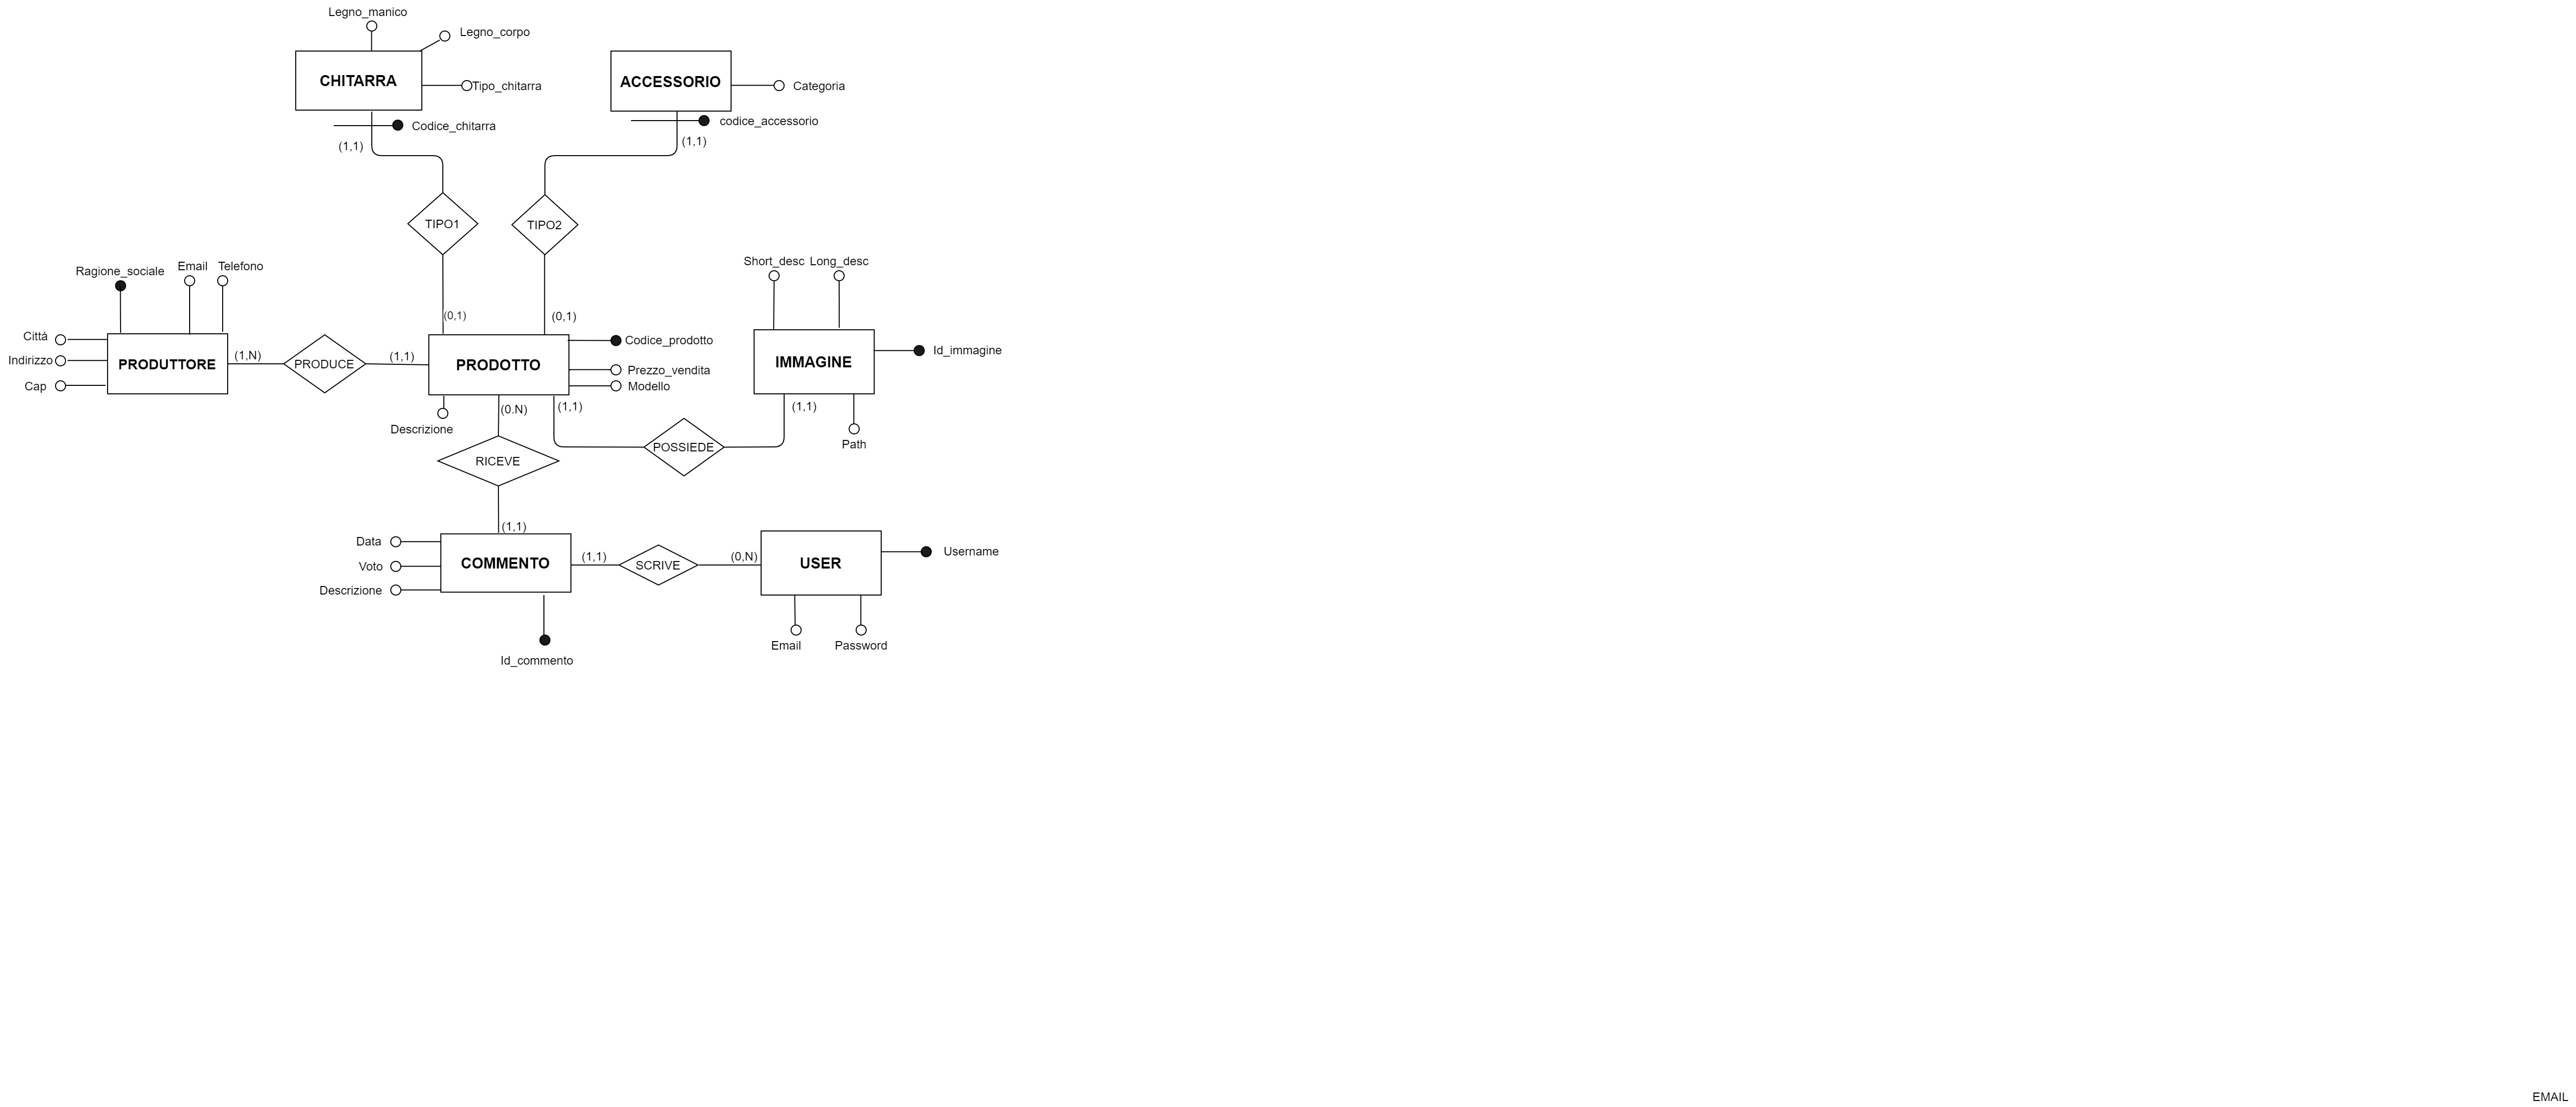 Legno_manico
Legno_corpo
CHITARRA
ACCESSORIO
Tipo_chitarra
Categoria
Codice_chitarra
codice_accessorio
(1,1)
(1,1)
TIPO1
TIPO2
Ragione_sociale
Email
Telefono
Short_desc
Long_desc
(0,1)
(0,1)
Città
Codice_prodotto
Id_immagine
Indirizzo
PRODUTTORE
(1,N)
PRODUCE
(1,1)
PRODOTTO
IMMAGINE
Prezzo_vendita
Cap
Modello
(0.N)
(1,1)
(1,1)
Descrizione
Path
POSSIEDE
RICEVE
(1,1)
Data
Username
(1,1)
(0,N)
COMMENTO
SCRIVE
USER
Voto
Descrizione
Email
Password
Id_commento
EMAIL